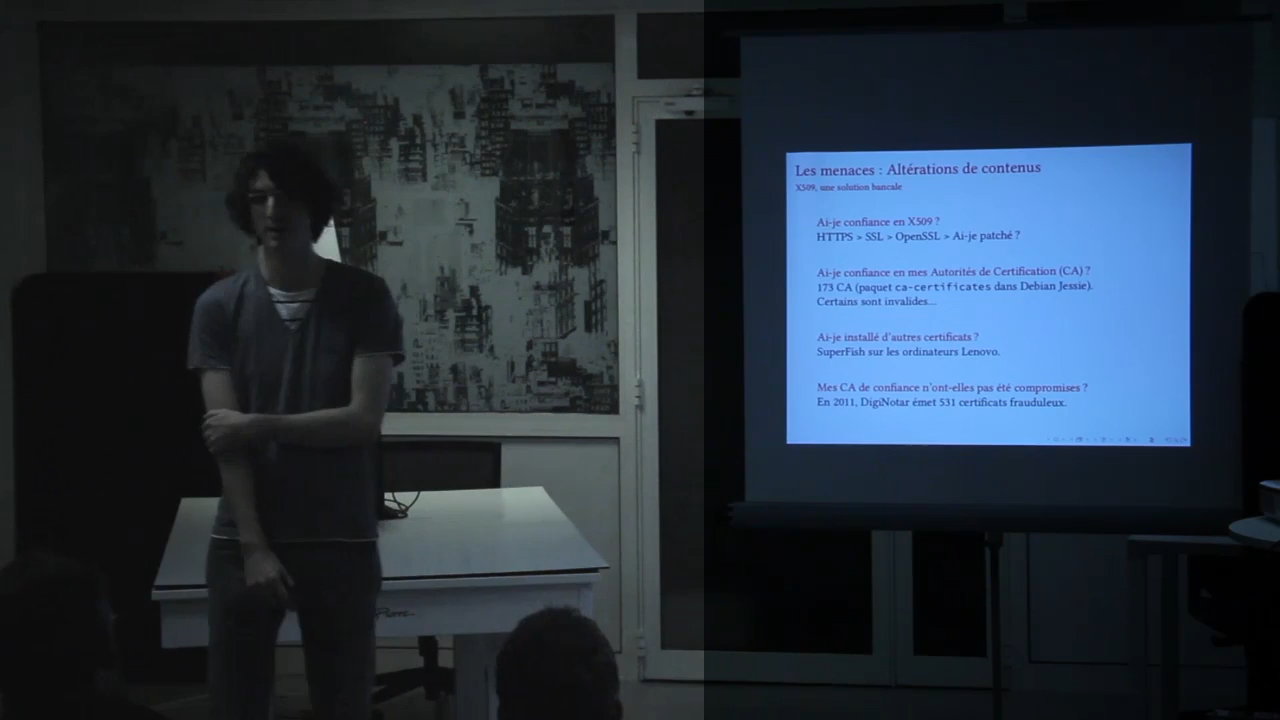 Les menaces : Altérations de contenus
X509, une solution bancale
Ai-je confiance en X509 ?
HTTPS > SSL > OpenSSL > Ai-je patché ?
Ai-je confiance en mes Autorités de Certification (CA) ?
173 CA (paquet ca-certificates dans Debian Jessie).
Certains sont invalides...
Ai-je installé d'autres certificats ?
SuperFish sur les ordinateurs Lenovo.
Mes CA de confiance n'ont-elles pas été compromises ?
En 2011, DigiNotar émet 531 certificats frauduleux.